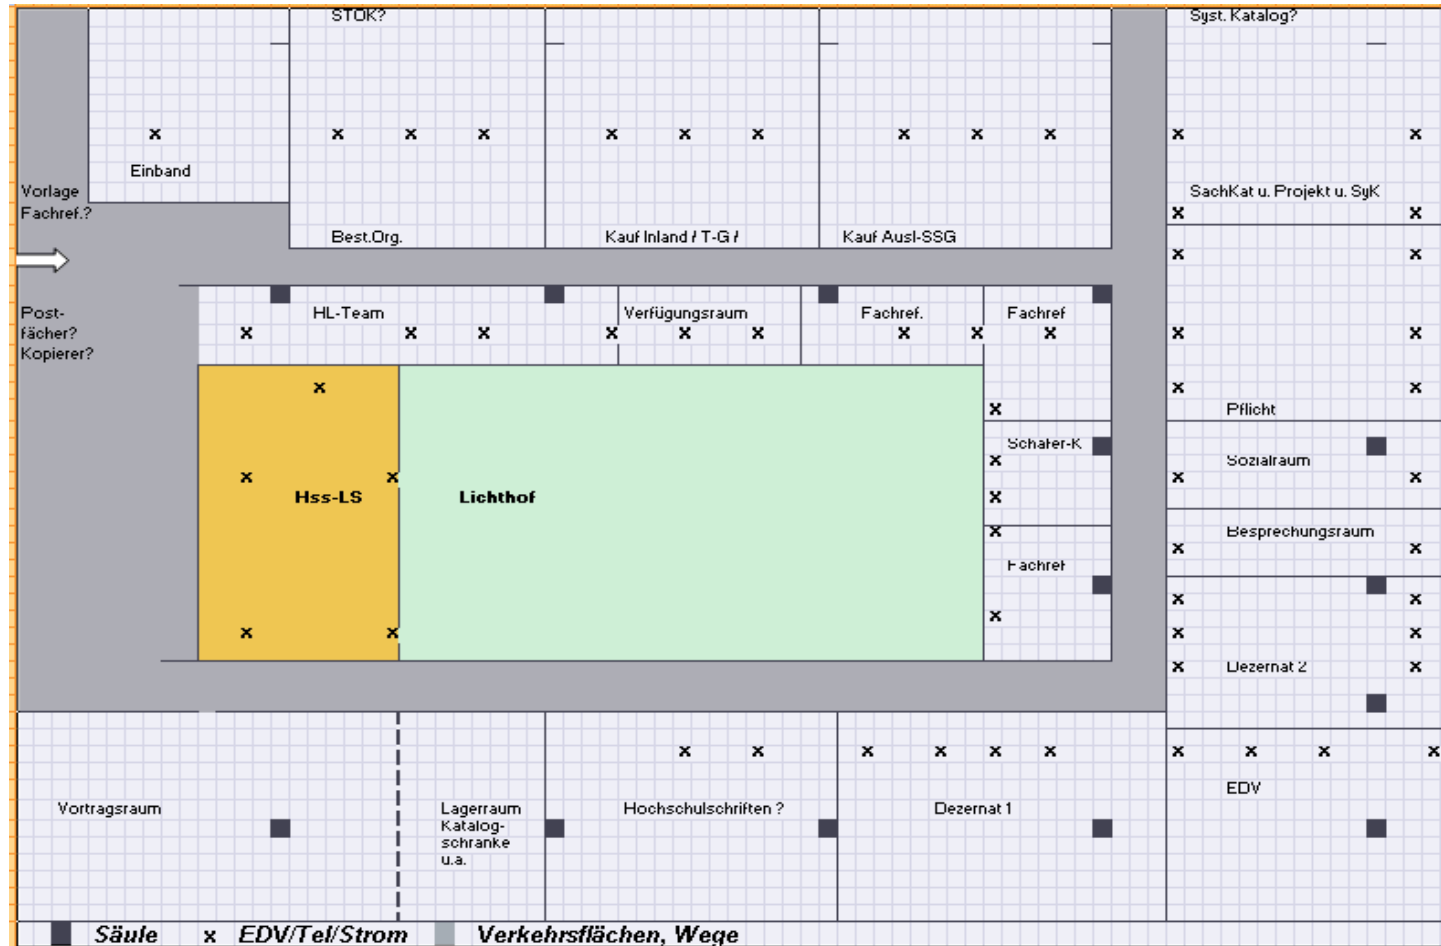 STOK?
Syst. Katalog?
Einband
Vorlage
Fachref.?
SachKat u. Projekt u. SyK
Best.Org.
Kauf Inland / T-G /
Kauf Ausl-SSG
Post-
fächer?
Kopierer?
HL-Team
Verfügungsraum
Fachref.
Fachref
Pflicht
Schäfer-K
Sozialraum
Hss-LS
Lichthof
Besprechungsraum
Fachref
Dezernat 2
EDV
Vortragsraum
Lagerraum
Katalog-
schränke
u.a.
Hochschulschriften ?
Dezernat 1
Säule x EDV/Tel/Strom Verkehrsflächen, Wege